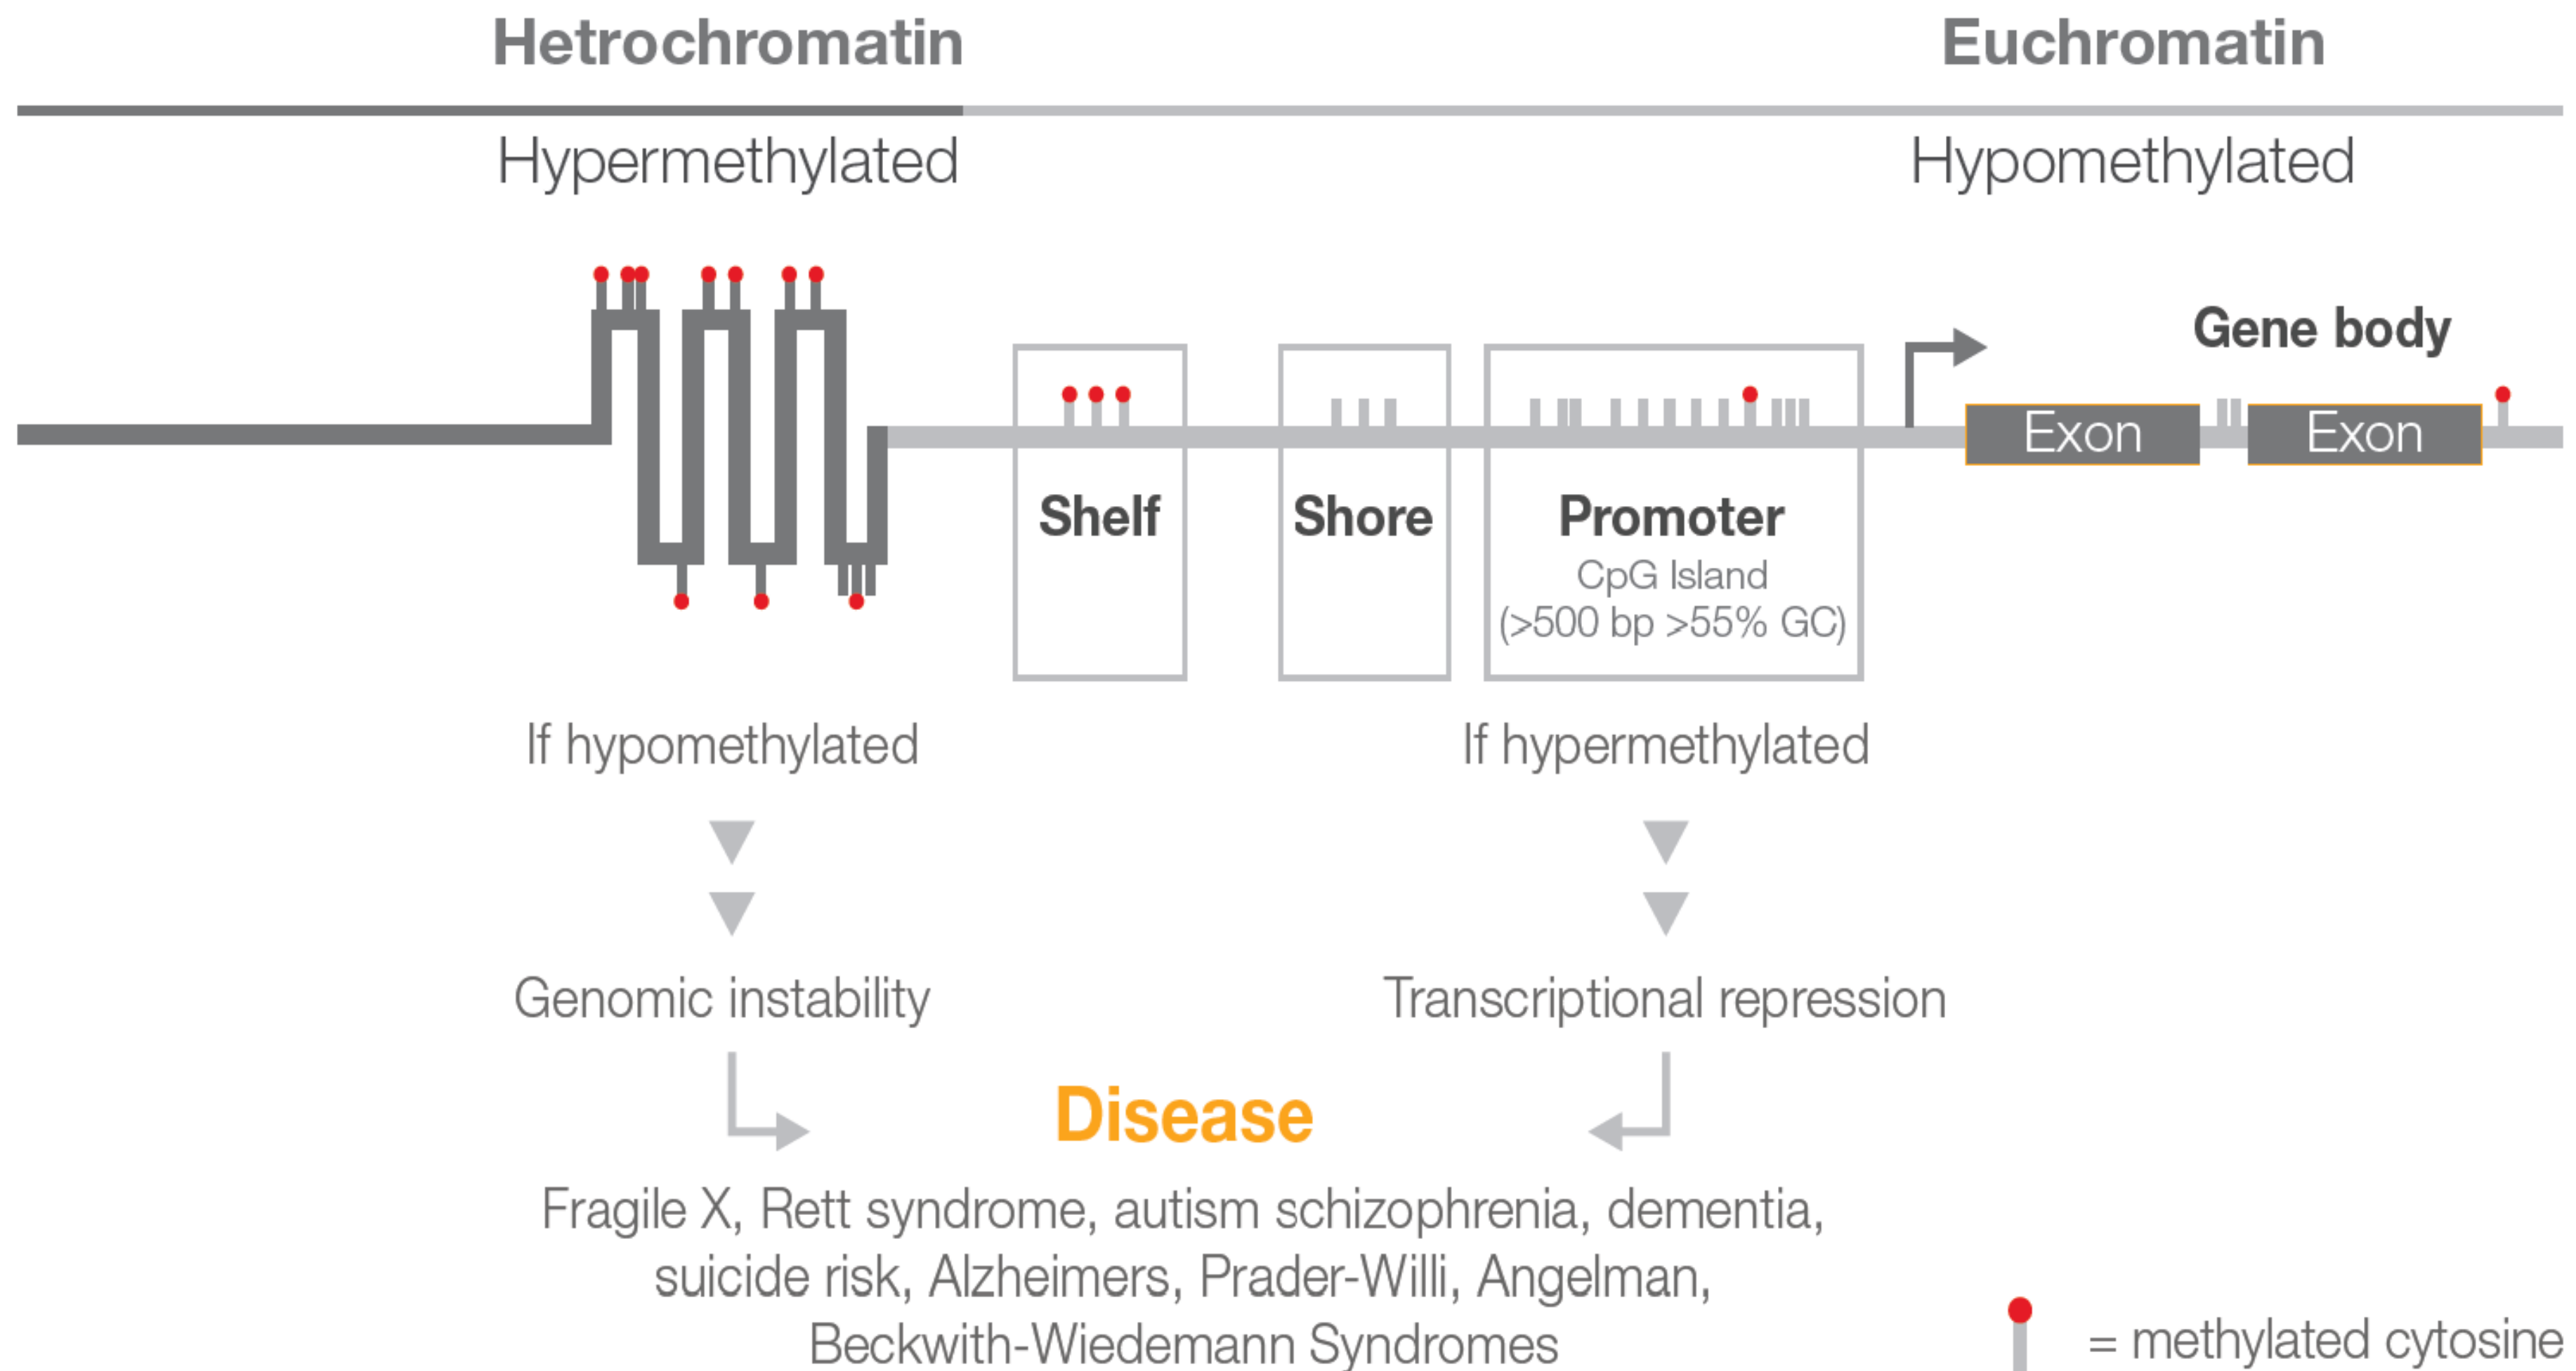 Hetrochromatin
Euchromatin
Hypermethylated
Hypomethylated
Gene body
Exon
Exon
Shelf
Shore
Promoter
CpG Island
(>500 bp >55% GC)
If hypomethylated
If hypermethylated
Genomic instability
Transcriptional repression
Disease
Fragile X, Rett syndrome, autism schizophrenia, dementia,
suicide risk, Alzheimers, Prader-Willi, Angelman,
Beckwith-Wiedemann Syndromes
= methylated cytosine